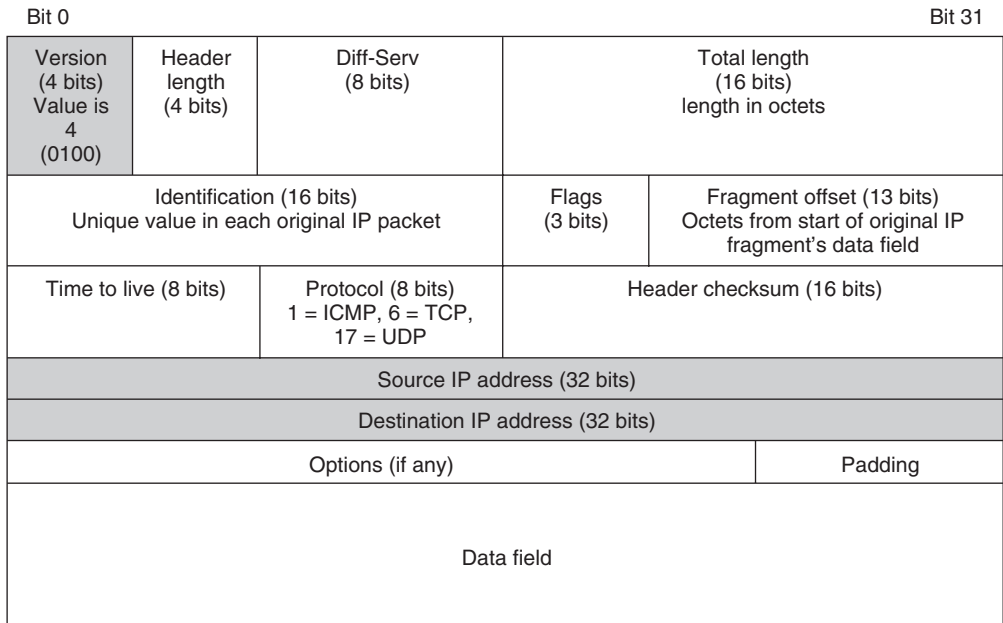 Bit 0
Bit 31
Version
(4 bits)
Value is
4
(0100)
Header
length
(4 bits)
Diff-Serv
(8 bits)
Total length
(16 bits)
length in octets
Identification (16 bits)
Unique value in each original IP packet
Flags
(3 bits)
Fragment offset (13 bits)
Octets from start of original IP
fragment's data field
Time to live (8 bits)
Protocol (8 bits)
1 = ICMP, 6 = TCP,
17 = UDP
Header checksum (16 bits)
Source IP address (32 bits)
Destination IP address (32 bits)
Options (if any)
Padding
Data field